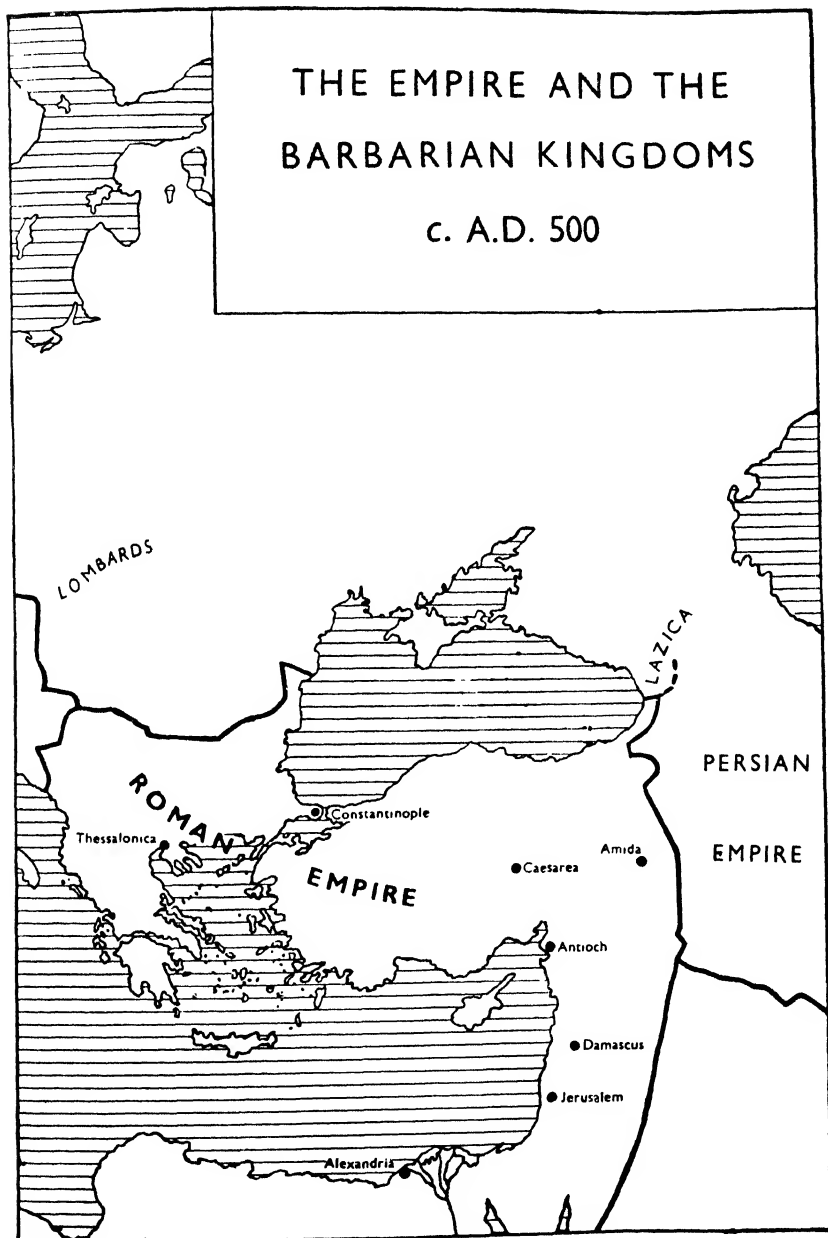 THE EMPIRE AND THE
BARBARIAN KINGDOMS
c. A.D. 500
LOMBARDS
LAZICA
PERSIAN
EMPIRE
ROMAN
EMPIRE
Constantinople
Thessalonica
Amida
Caesarea
Antioch
Damascus
Jerusalem
Alexandria